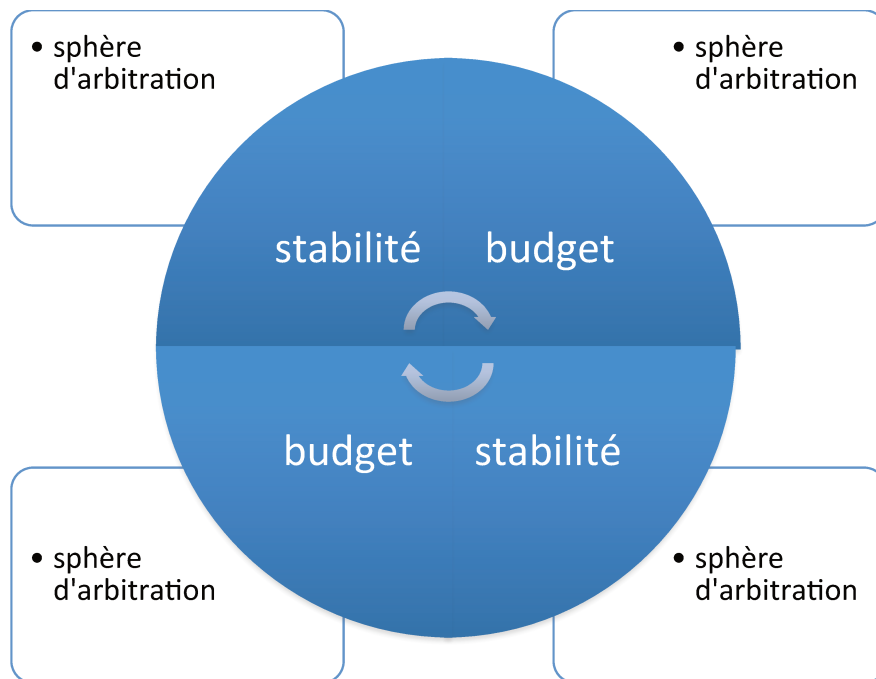 • sphère
d'arbitration
• sphère
d'arbitration
stabilité
budget
budget
stabilité
• sphère
d'arbitration
• sphère
d'arbitration